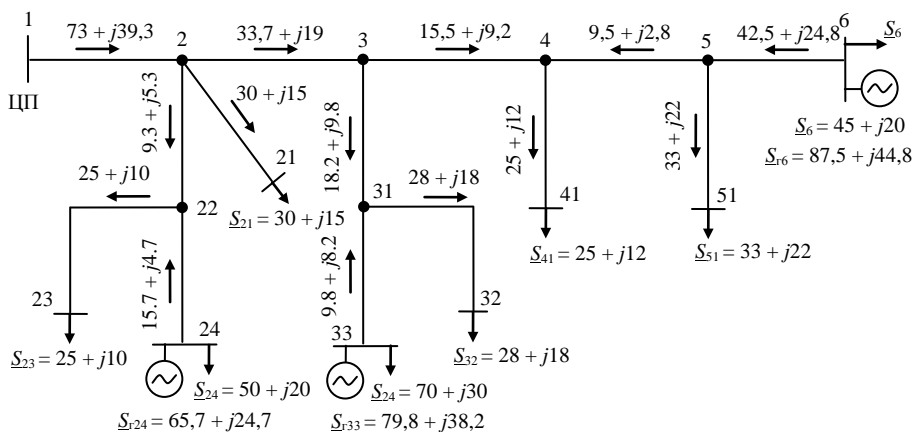 1
73 + j39,3
2
33,7 + j19
3
15,5 + j9,2
4
9,5 + j2,8
5
42,5 + j24,8
6
S6
ЦП
S6 = 45 + j20
Sг6 = 87,5 + j44,8
9.3 + j5.3
30 + j15
21
S21 = 30 + j15
18.2 + j9.8
25 + j12
33 + j22
25 + j10
22
31
28 + j18
41
S41 = 25 + j12
51
S51 = 33 + j22
23
15.7 + j4.7
24
9.8 + j8.2
33
32
S23 = 25 + j10
S24 = 50 + j20
S24 = 70 + j30
S32 = 28 + j18
Sг24 = 65,7 + j24,7
Sг33 = 79,8 + j38,2